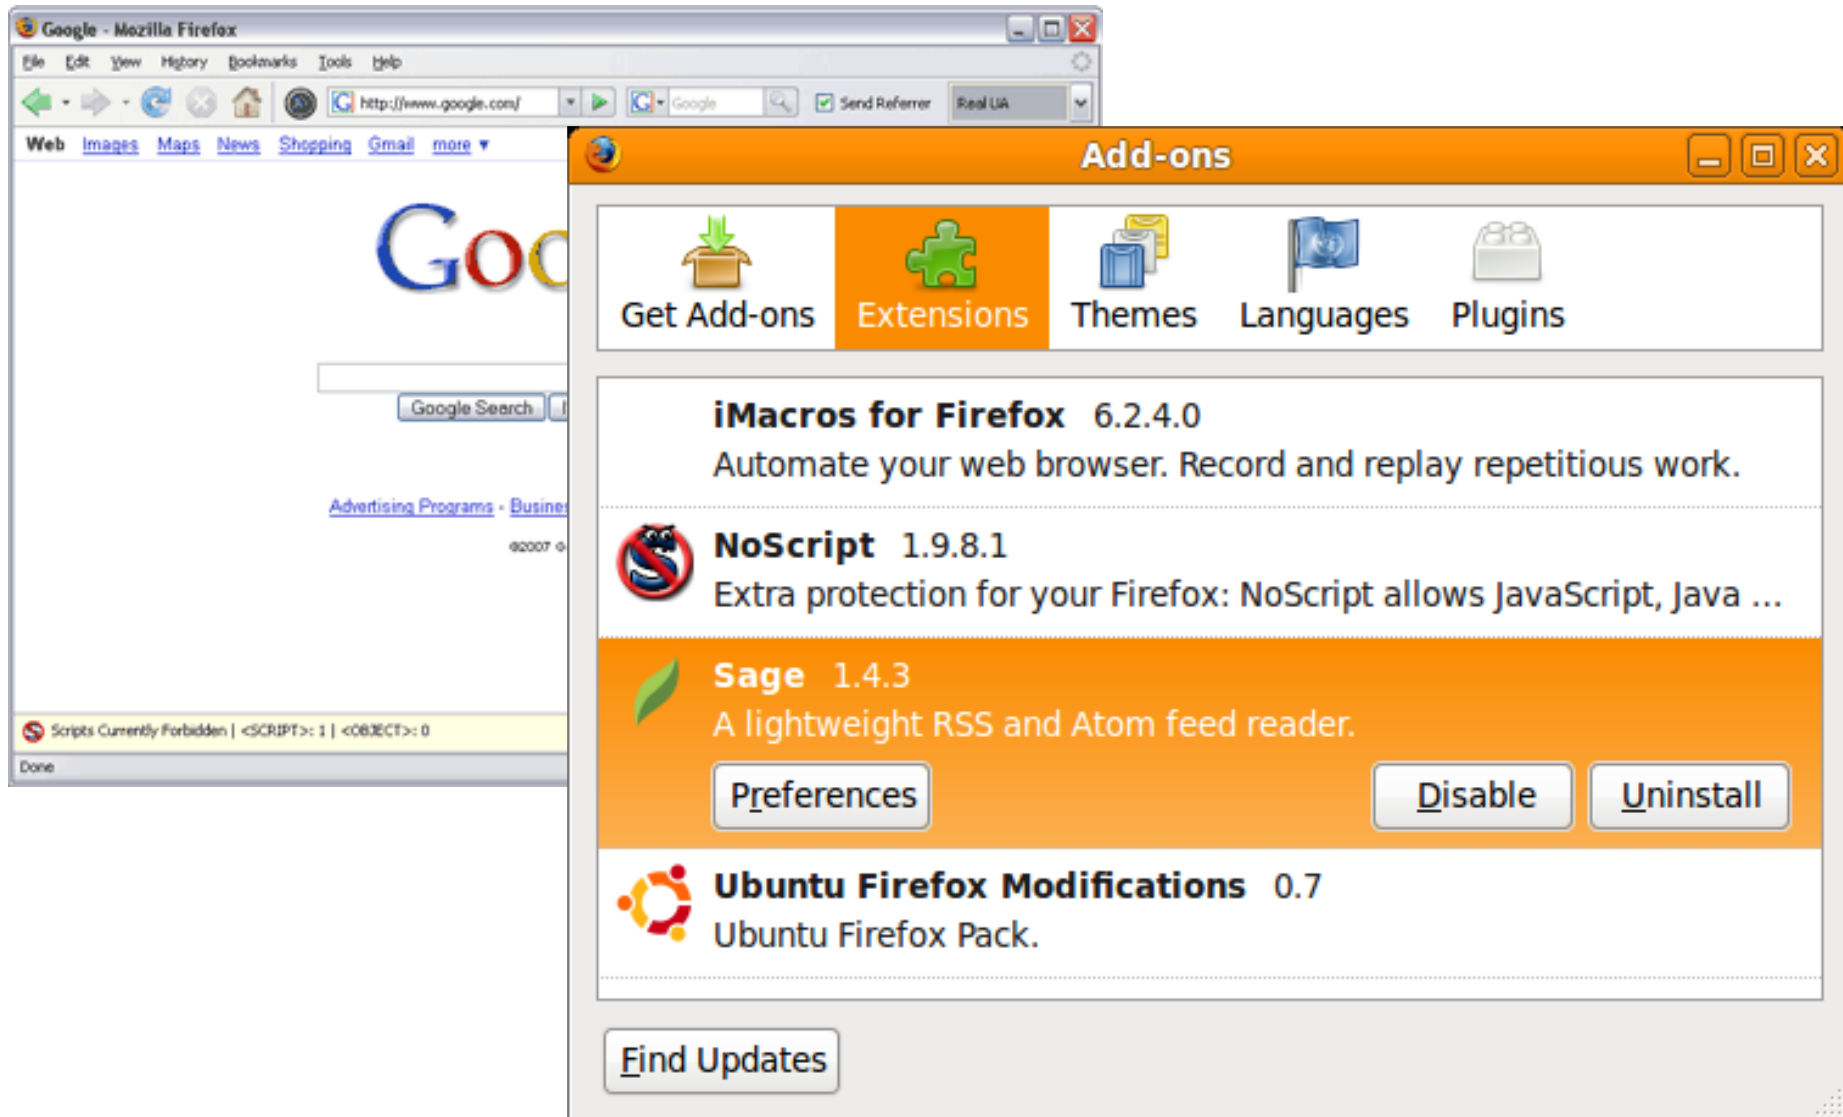 Google - Mozilla Firefox
File Edit View History Bookmarks Tools Help
http://www.google.com/ Google Send Referrer Real UA
Web Images Maps News Shopping Gmail more ▼
Goo
Google Search
Advertising Programs - Busine
©2007 G
Scripts Currently Forbidden | <SCRIPT>: 1 | <OBJECT>: 0
Done
Add-ons
Get Add-ons Extensions Themes Languages Plugins
iMacros for Firefox 6.2.4.0
Automate your web browser. Record and replay repetitious work.
NoScript 1.9.8.1
Extra protection for your Firefox: NoScript allows JavaScript, Java ...
Sage 1.4.3
A lightweight RSS and Atom feed reader.
Preferences Disable Uninstall
Ubuntu Firefox Modifications 0.7
Ubuntu Firefox Pack.
Find Updates